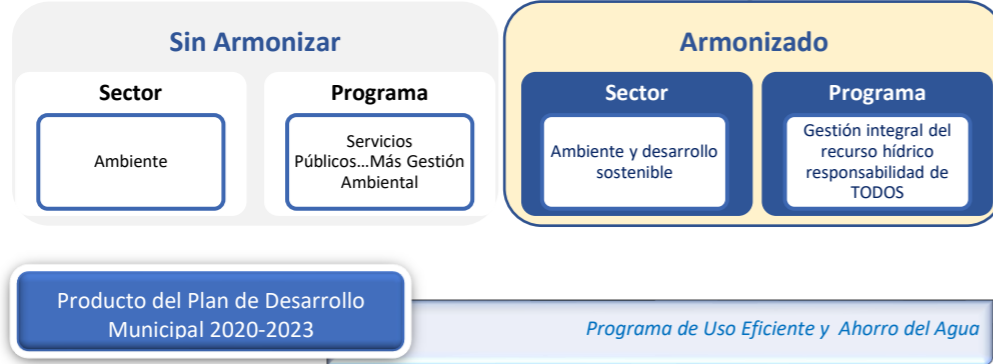 Sin Armonizar
Armonizado
Sector
Programa
Sector
Programa
Ambiente
Servicios
Públicos...Más Gestión
Ambiental
Ambiente y desarrollo
sostenible
Gestión integral del
recurso hídrico
responsabilidad de
TODOS
Producto del Plan de Desarrollo
Municipal 2020-2023
Programa de Uso Eficiente y Ahorro del Agua